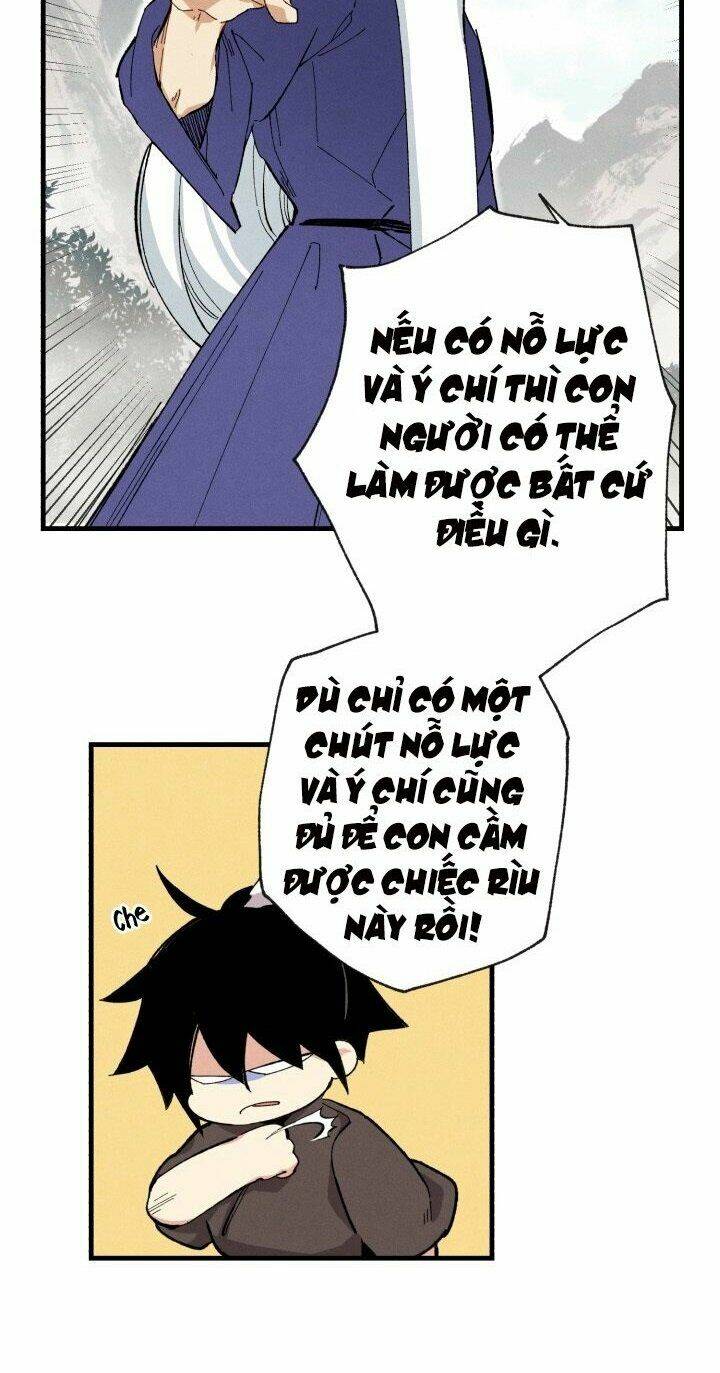 NẾU CÓ NỖ LỰC
VÀ Ý CHÍ THÌ CON
NGƯỜI CÓ THỂ
LÀM ĐƯỢC BẤT CỨ
ĐIỀU GÌ.
DÙ CHỈ CÓ MỘT
CHÚT NỖ LỰC
VÀ Ý CHÍ CŨNG
ĐỦ ĐỂ CON CẦM
ĐƯỢC CHIẾC RÌU
NÀY RỒI!
Che